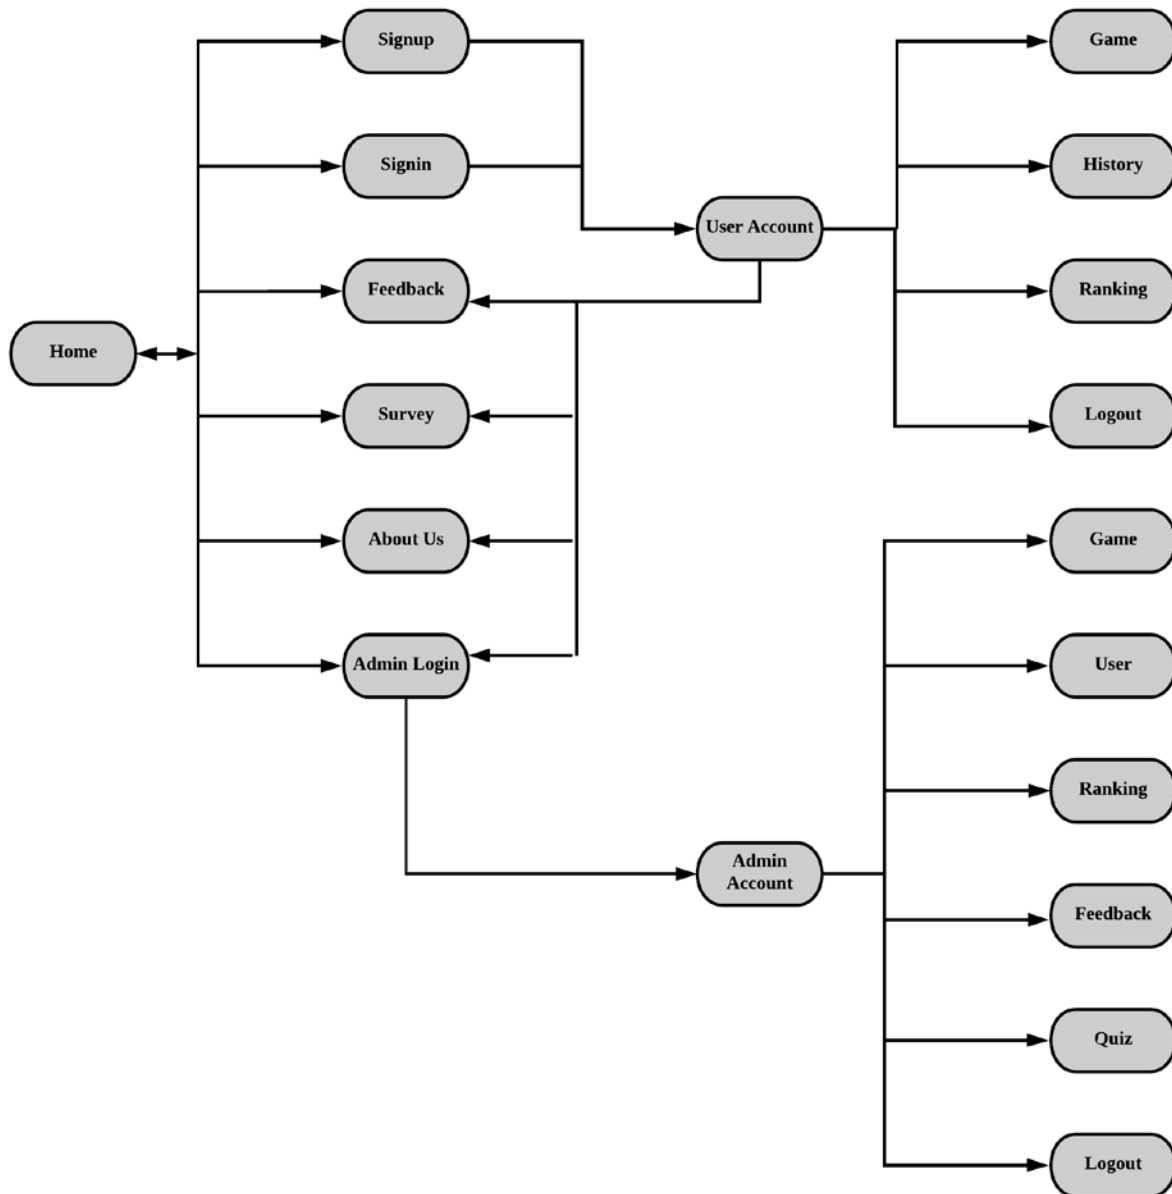 Signup
Game
Signin
History
User Account
Feedback
Ranking
Home
Survey
Logout
About Us
Game
Admin Login
User
Ranking
Admin
Account
Feedback
Quiz
Logout